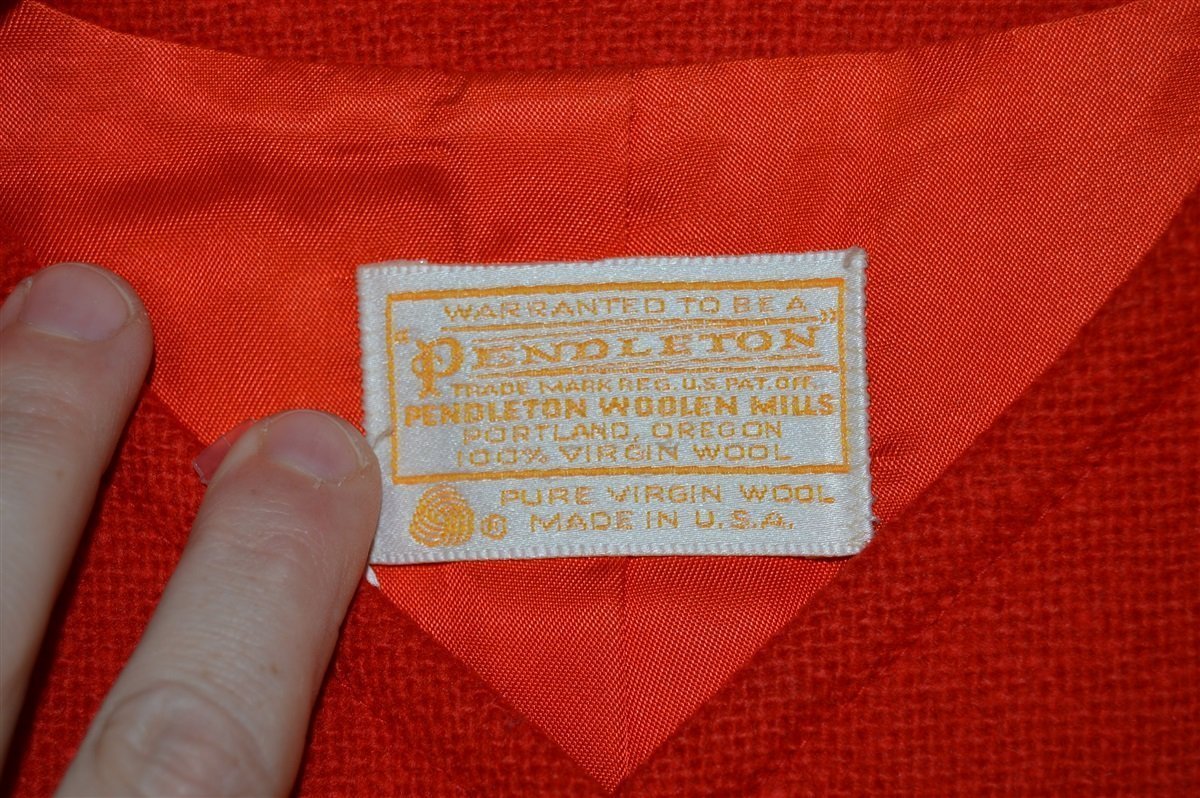 WARRANTED TO BE A
"PENDLETON"
TRADE MARK REG. U.S. PAT. OFF.
PENDLETON WOOLEN MILLS
PORTLAND, OREGON
100% VIRGIN WOOL
PURE VIRGIN WOOL
® MADE IN U.S.A.